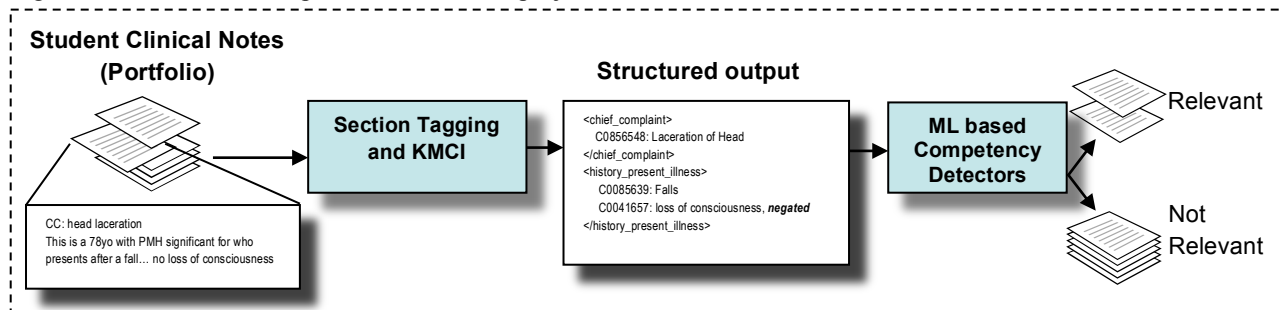 Student Clinical Notes
(Portfolio)
CC: head laceration
This is a 78yo with PMH significant for who
presents after a fall… no loss of consciousness
Section Tagging
and KMCI
Structured output
<chief_complaint>
C0856548: Laceration of Head
</chief_complaint>
<history_present_illness>
C0085639: Falls
C0041657: loss of consciousness, negated
</history_present_illness>
ML based
Competency
Detectors
Relevant
Not
Relevant